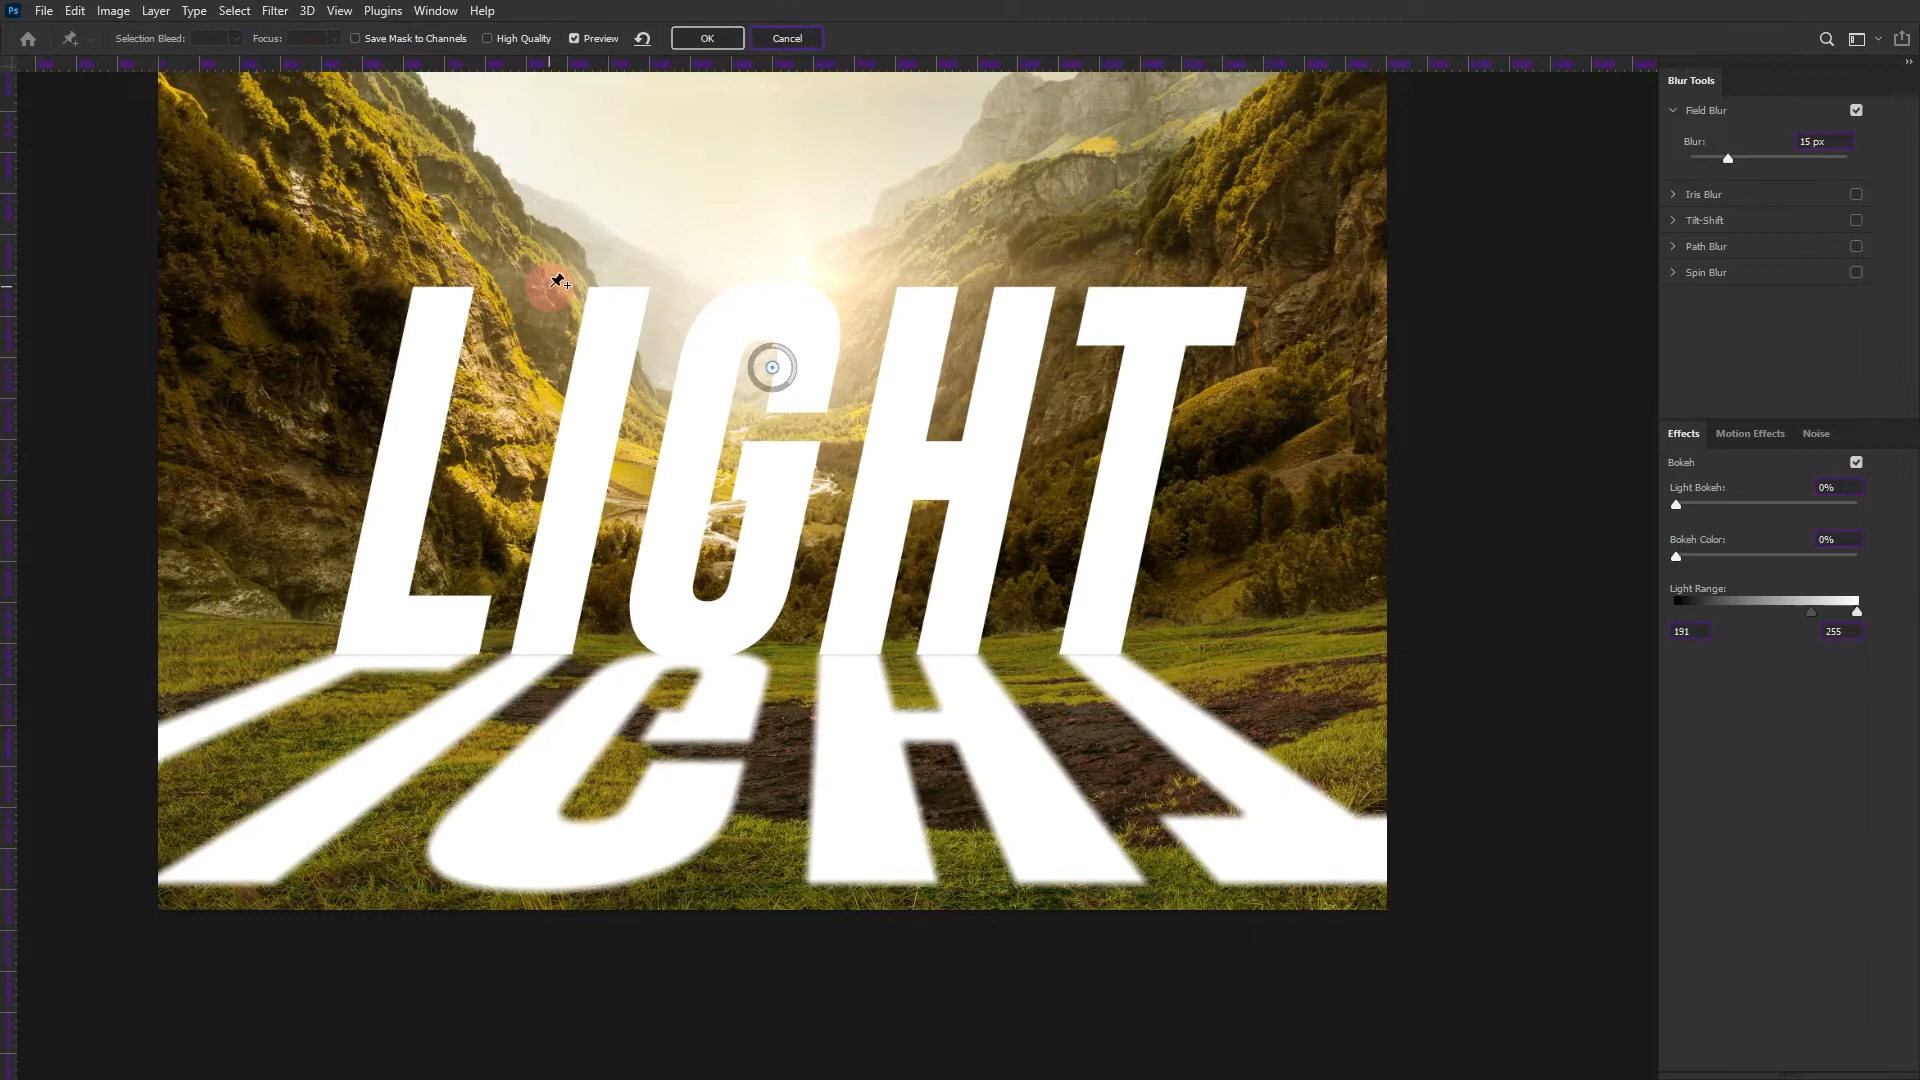 Ps File Edit Image Layer Type Select Filter 3D View Plugins Window Help
Selection Bleed: Focus: Save Mask to Channels High Quality Preview OK Cancel
Blur Tools
Field Blur
Blur: 15 px
Iris Blur
Tilt-Shift
Path Blur
Spin Blur
LIGHT
Effects Motion Effects Noise
Bokeh
Light Bokeh: 0%
Bokeh Color: 0%
Light Range:
191 255